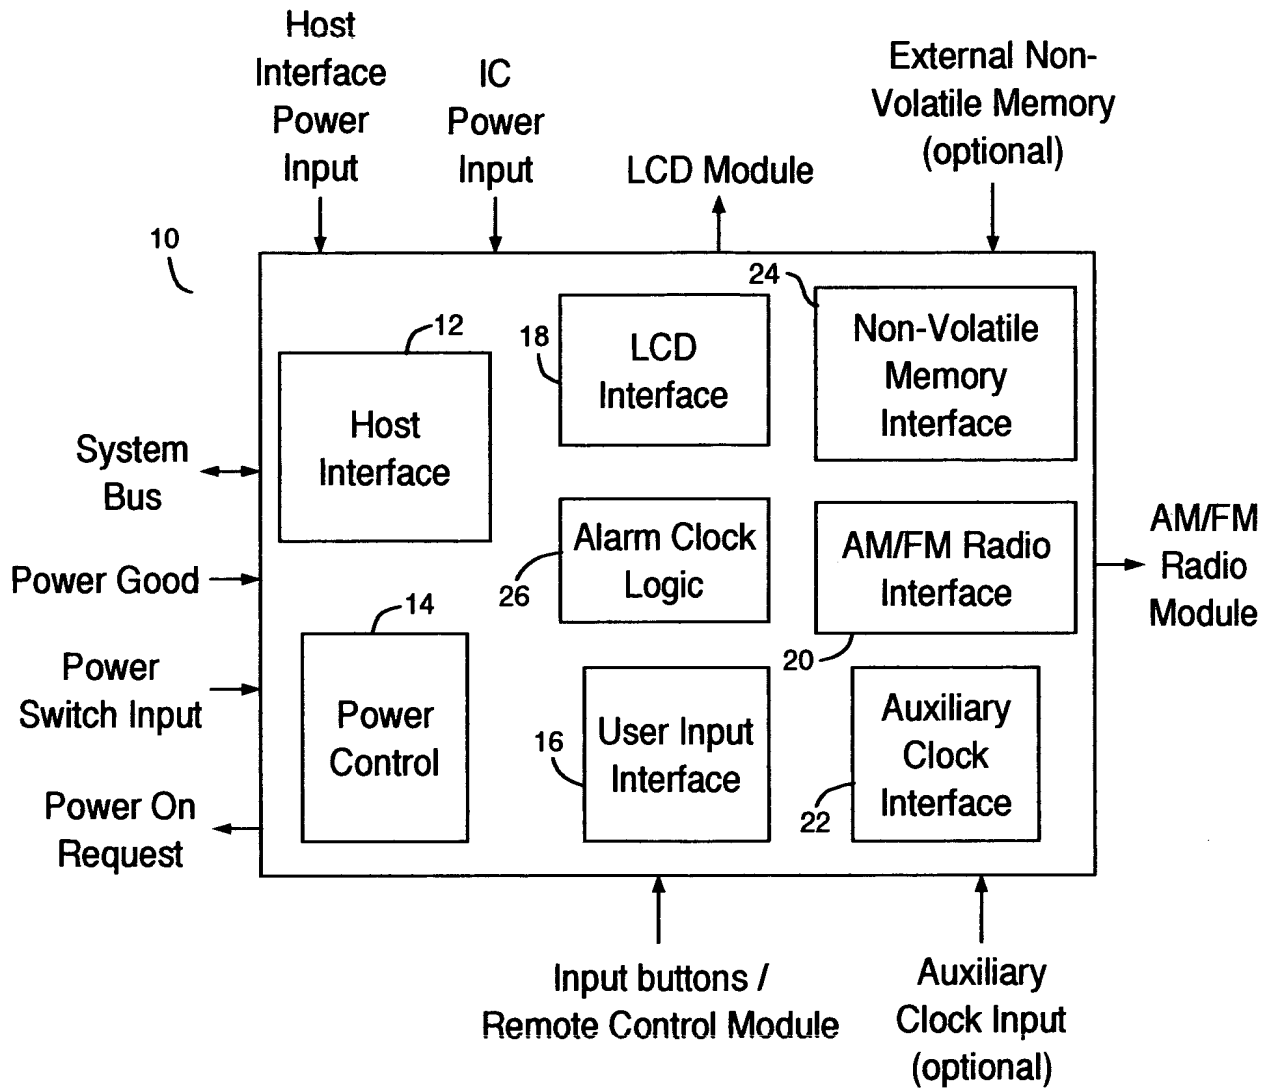 Host
Interface
Power
Input
IC
Power
Input
LCD Module
External Non-
Volatile Memory
(optional)
10
12
Host
Interface
18
LCD
Interface
24
Non-Volatile
Memory
Interface
System
Bus
Power Good
Power
Switch Input
Power On
Request
26
Alarm Clock
Logic
AM/FM Radio
Interface
20
AM/FM
Radio
Module
14
Power
Control
16
User Input
Interface
22
Auxiliary
Clock
Interface
Input buttons /
Remote Control Module
Auxiliary
Clock Input
(optional)